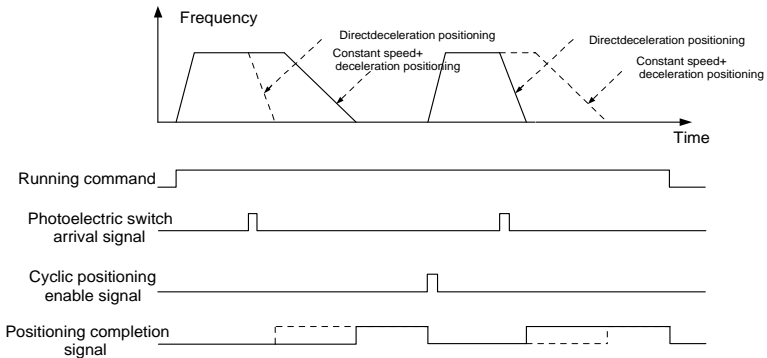 Frequency
Directdeceleration positioning
Constant speed+
deceleration positioning
Directdeceleration positioning
Constant speed+
deceleration positioning
Time
Running command
Photoelectric switch
arrival signal
Cyclic positioning
enable signal
Positioning completion
signal